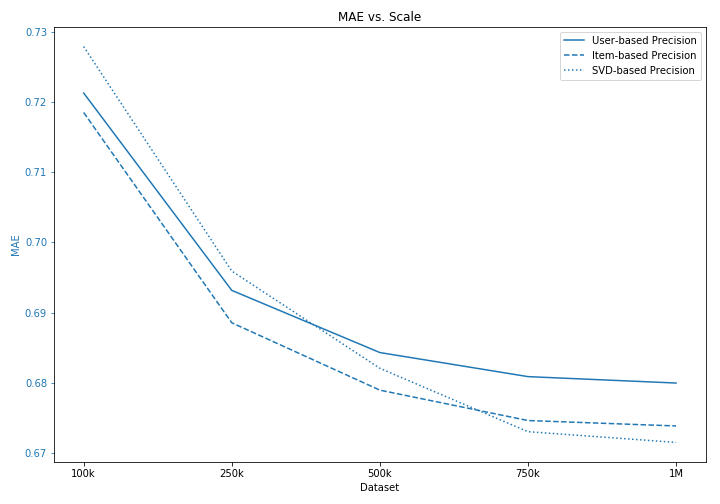 MAE vs. Scale
User-based Precision
Item-based Precision
SVD-based Precision
0.73
0.72
0.71
0.70
0.69
0.68
0.67
MAE
100k 250k 500k 750k 1M
Dataset